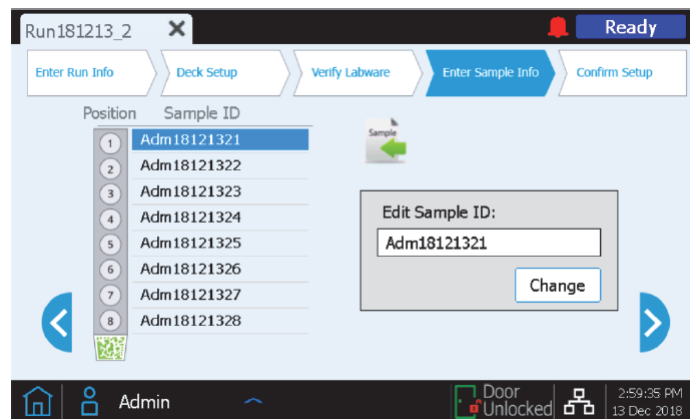 Run181213_2
Ready
Enter Run Info
Deck Setup
Verify Labware
Enter Sample Info
Confirm Setup
Position Sample ID
1 Adm18121321
2 Adm18121322
3 Adm18121323
4 Adm18121324
5 Adm18121325
6 Adm18121326
7 Adm18121327
8 Adm18121328
Sample
Edit Sample ID:
Adm18121321
Change
Admin
Door
Unlocked
2:59:35 PM
13 Dec 2018